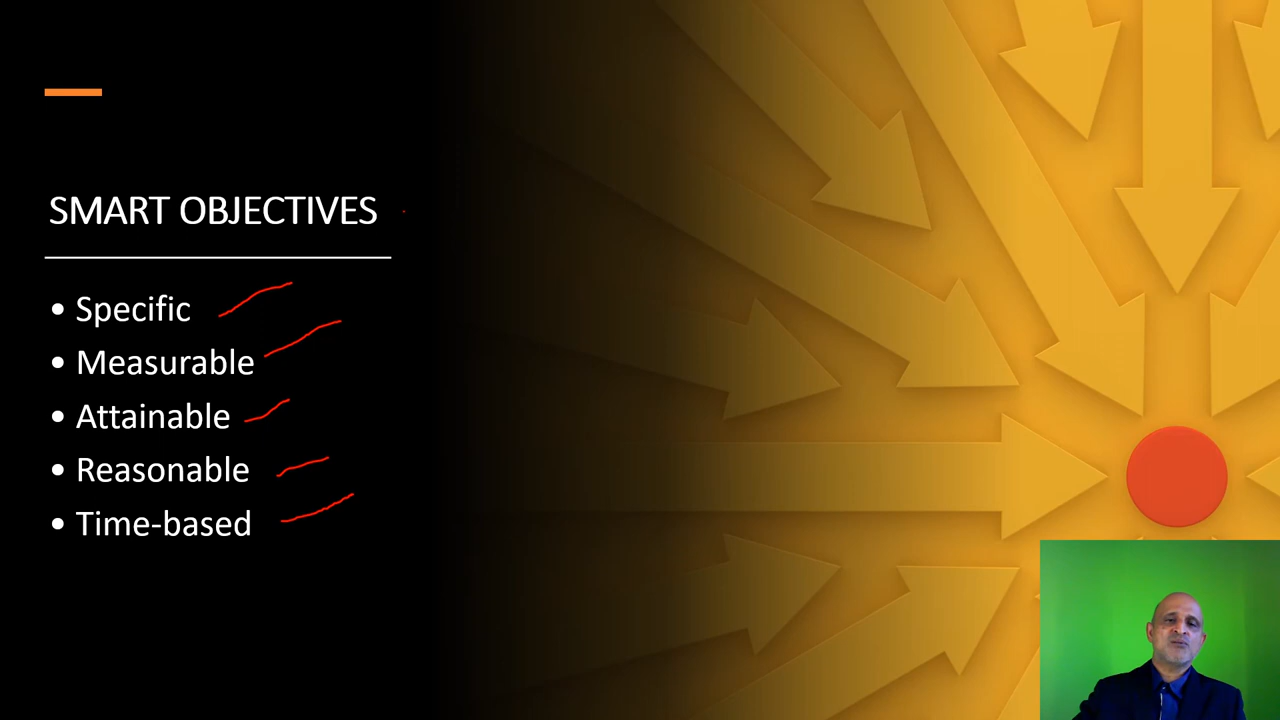 SMART OBJECTIVES
• Specific
• Measurable
• Attainable
• Reasonable
• Time-based